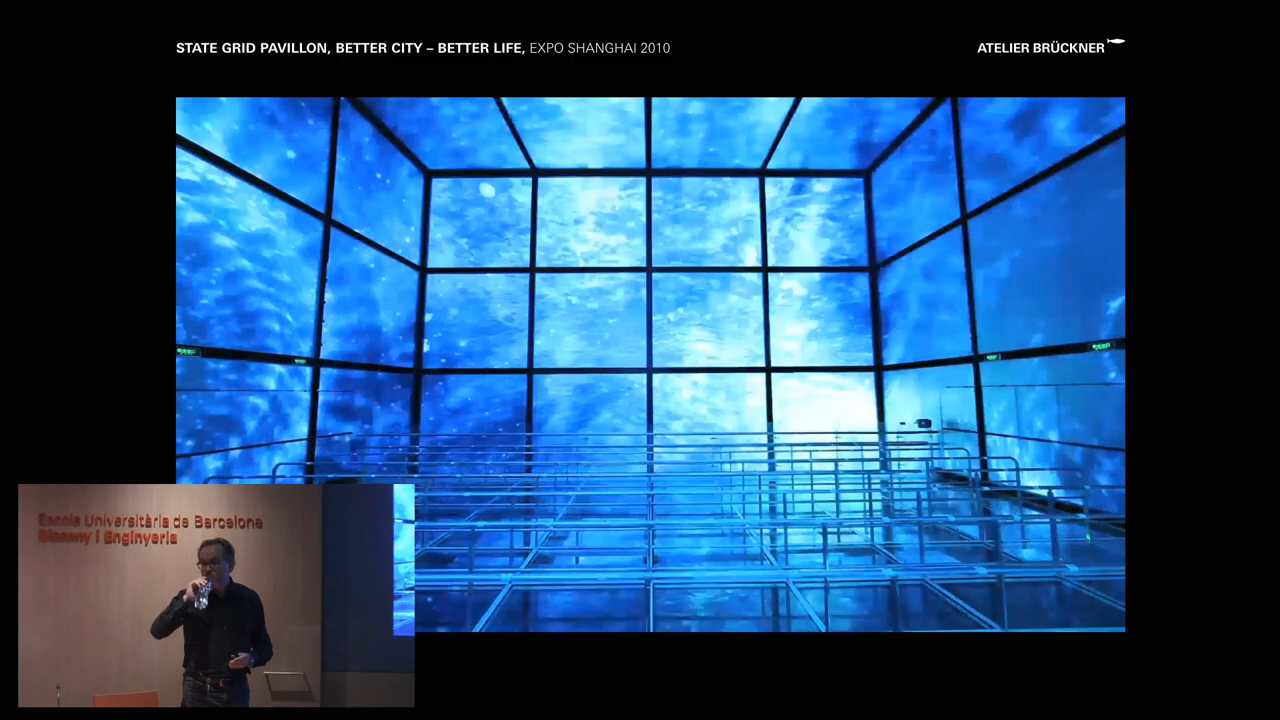 STATE GRID PAVILLON, BETTER CITY – BETTER LIFE, EXPO SHANGHAI 2010
ATELIER BRÜCKNER
Escola Universitària de Barcelona
Disseny i Enginyeria